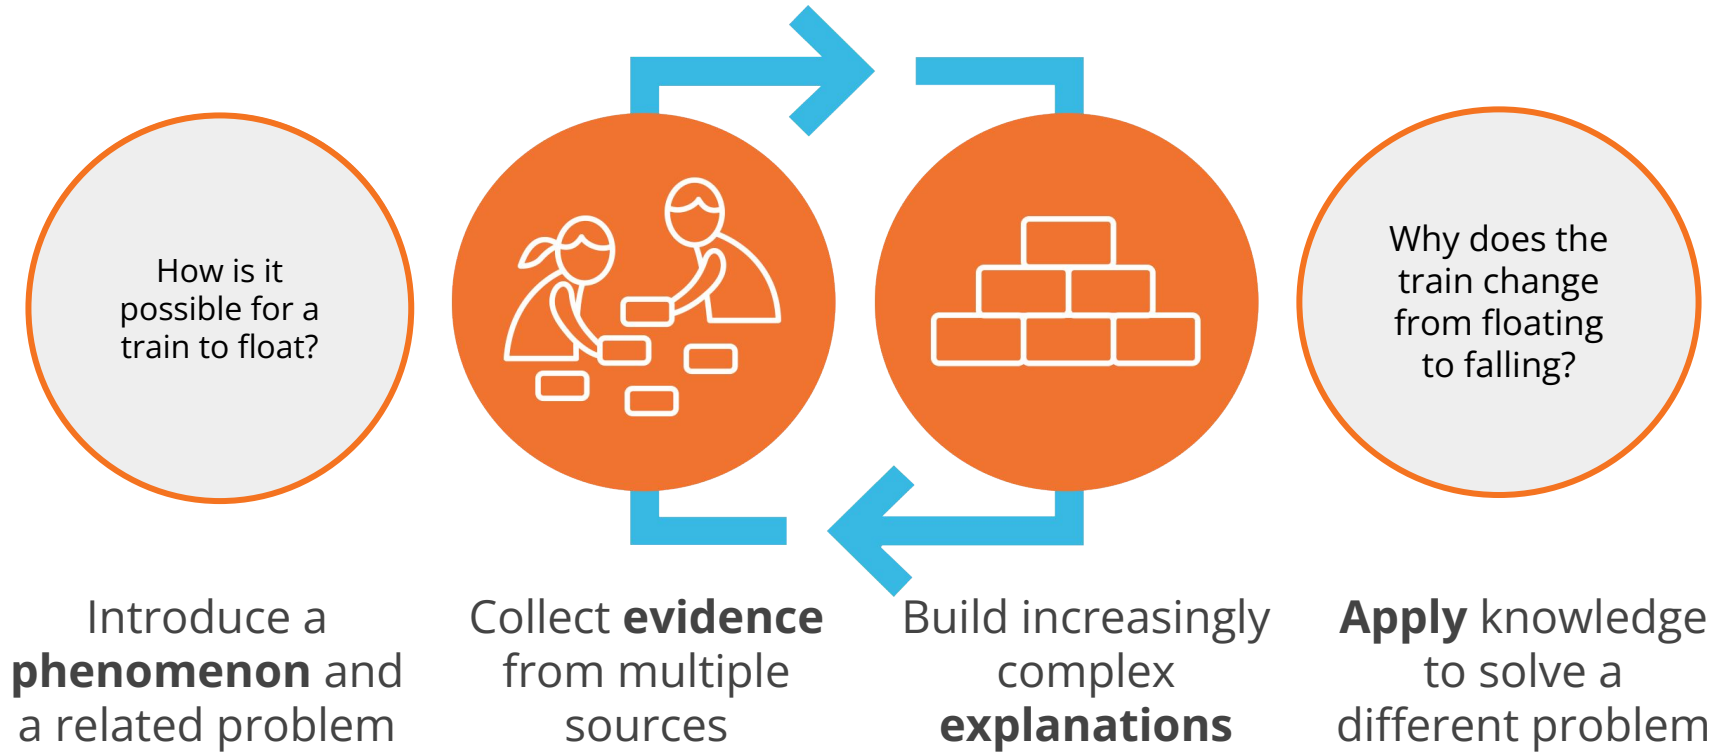 How is it
possible for a
train to float?
Why does the
train change
from floating
to falling?
Introduce a
phenomenon and
a related problem
Collect evidence
from multiple
sources
Build increasingly
complex
explanations
Apply knowledge
to solve a
different problem